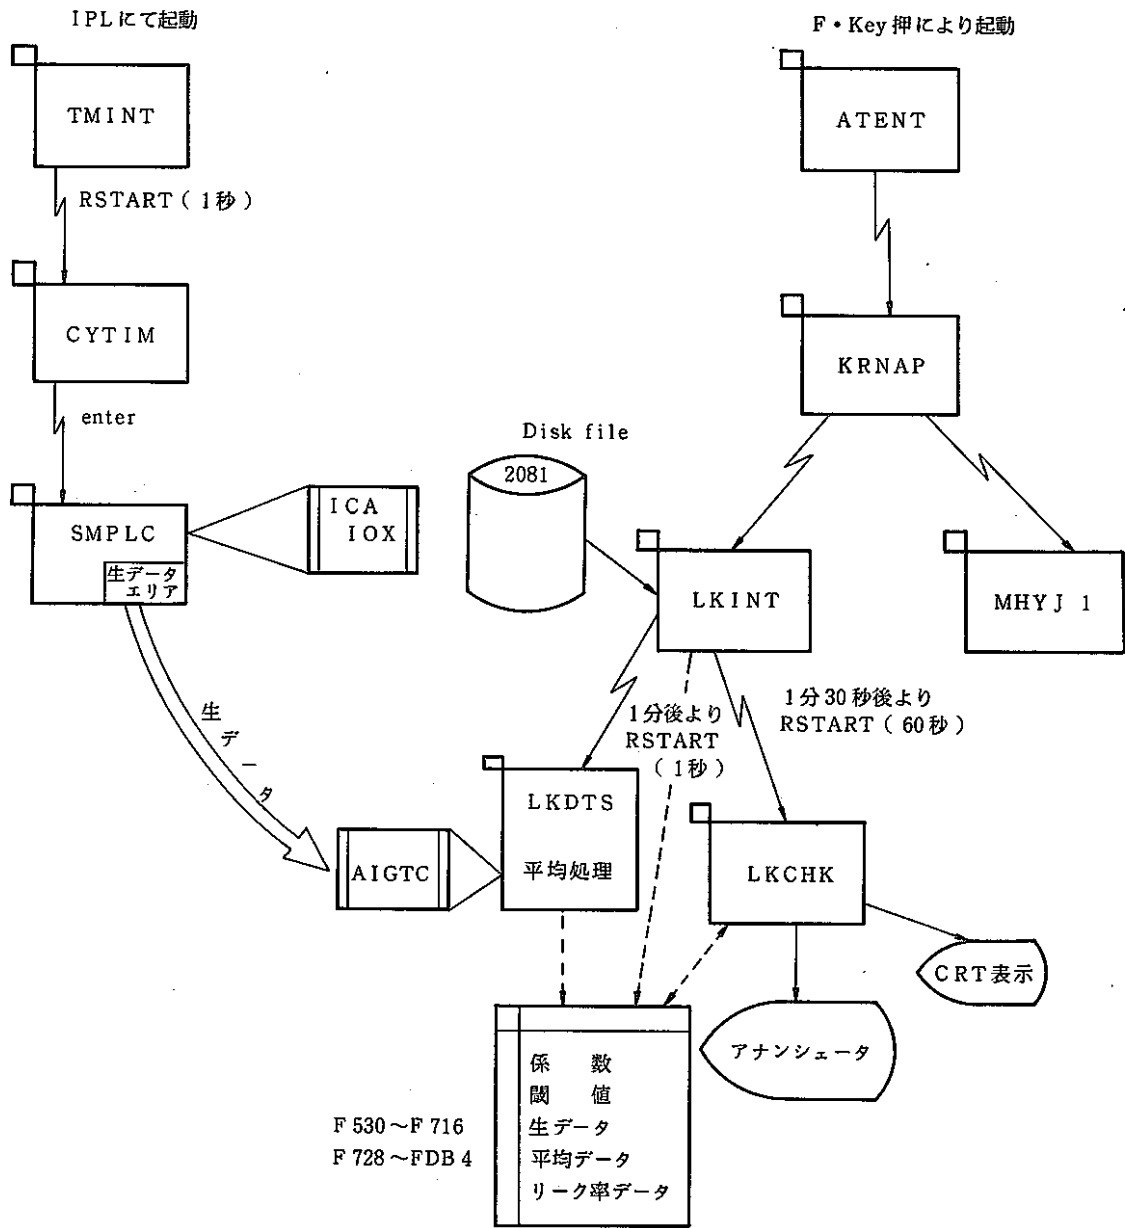 IPLにて起動
F・Key押により起動
TMINT
ATENT
RSTART(1秒)
CYTIM
KRNAP
enter
Disk file
2081
SMPLC
生データ
エリア
ICA
IOX
LKINT
MHYJ 1
生データ
1分後より
RSTART
(1秒)
1分30秒後より
RSTART(60秒)
LKDTS
平均処理
AIGTC
LKCHK
CRT表示
アナンシェータ
係 数
閾 値
生データ
平均データ
リーク率データ
F530～F716
F728～FDB4